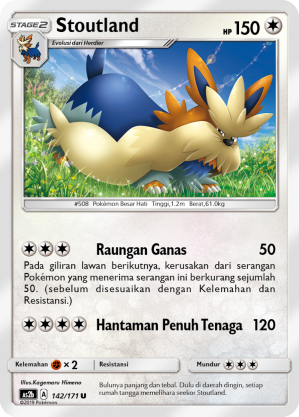 STAGE2 Stoutland HP 150
Evolusi dari Herdier
#508 Pokémon Besar Hati Tinggi,1.2m Berat,61.0kg
Raungan Ganas 50
Pada giliran lawan berikutnya, kerusakan dari serangan
Pokémon yang menerima serangan ini berkurang sejumlah
50. (sebelum disesuaikan dengan Kelemahan dan
Resistansi.)
Hantaman Penuh Tenaga 120
Kelemahan × 2 Resistansi Mundur
Illus.Kagemaru Himeno
AS2b A 142/171 U
©2019 Pokémon
Bulunya panjang dan tebal. Dulu di daerah dingin, setiap
rumah tangga memelihara seekor Stoutland.